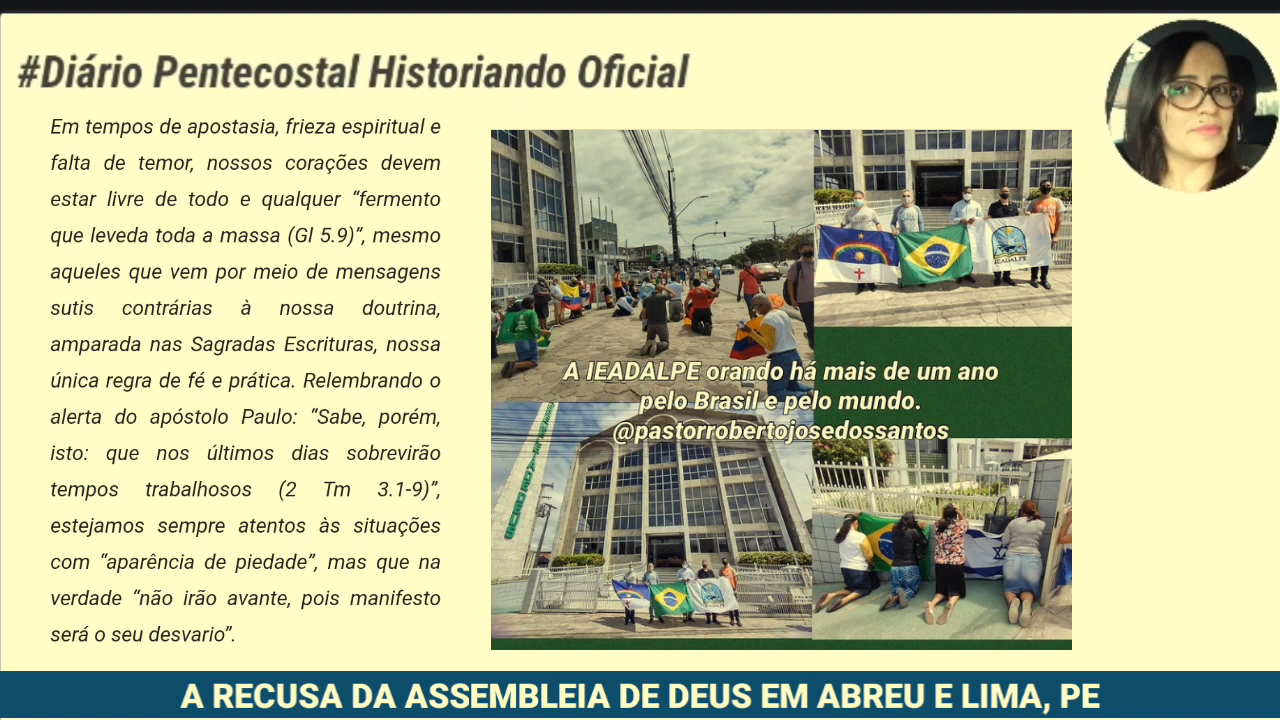 #Diário Pentecostal Historiando Oficial
Em tempos de apostasia, frieza espiritual e
falta de temor, nossos corações devem
estar livre de todo e qualquer “fermento
que leveda toda a massa (Gl 5.9)”, mesmo
aqueles que vem por meio de mensagens
sutis contrárias à nossa doutrina,
amparada nas Sagradas Escrituras, nossa
única regra de fé e prática. Relembrando o
alerta do apóstolo Paulo: “Sabe, porém,
isto: que nos últimos dias sobrevirão
tempos trabalhosos (2 Tm 3.1-9)”,
estejamos sempre atentos às situações
com “aparência de piedade”, mas que na
verdade “não irão avante, pois manifesto
será o seu desvario”.
IEADALPE
A IEADALPE orando há mais de um ano
pelo Brasil e pelo mundo.
@pastorrobertojosedossantos
A RECUSA DA ASSEMBLEIA DE DEUS EM ABREU E LIMA, PE